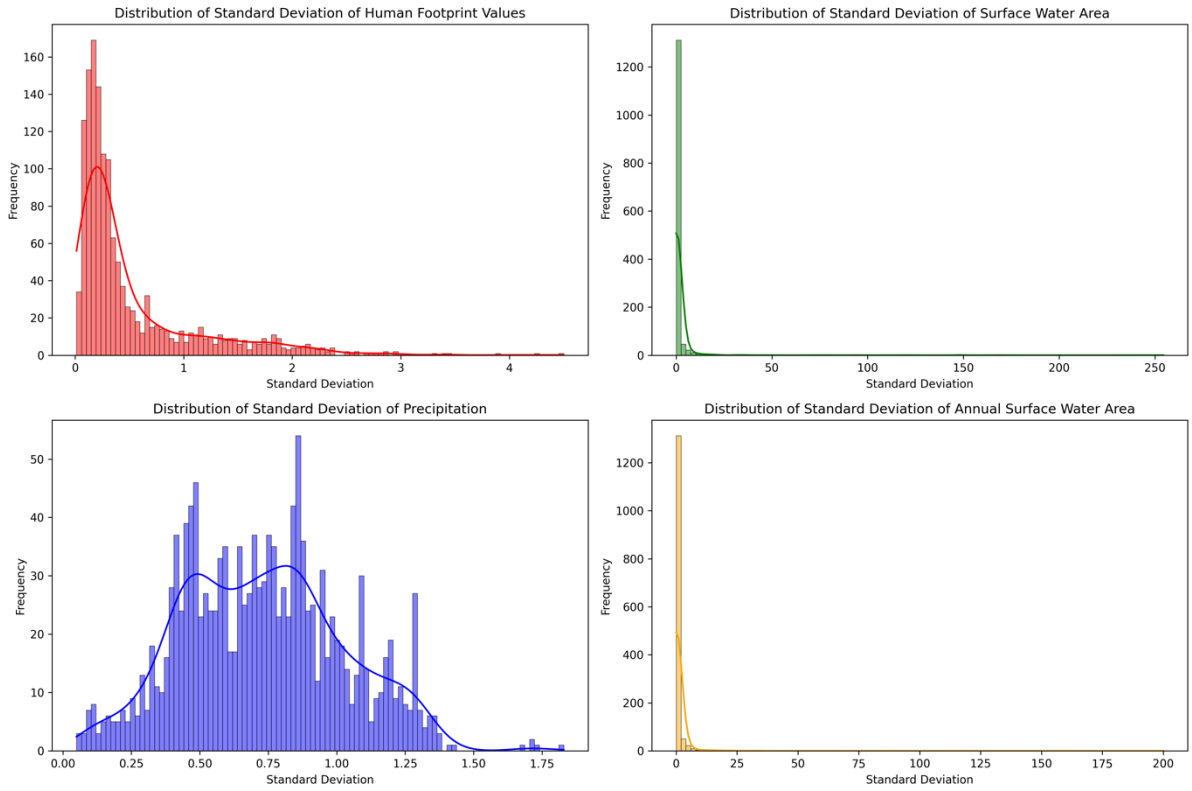 Distribution of Standard Deviation of Human Footprint Values
Frequency
160
140
120
100
80
60
40
20
0
0 1 2 3 4
Standard Deviation
Distribution of Standard Deviation of Surface Water Area
Frequency
1200
1000
800
600
400
200
0
0 50 100 150 200 250
Standard Deviation
Distribution of Standard Deviation of Precipitation
Frequency
50
40
30
20
10
0
0.00 0.25 0.50 0.75 1.00 1.25 1.50 1.75
Standard Deviation
Distribution of Standard Deviation of Annual Surface Water Area
Frequency
1200
1000
800
600
400
200
0
0 25 50 75 100 125 150 175 200
Standard Deviation